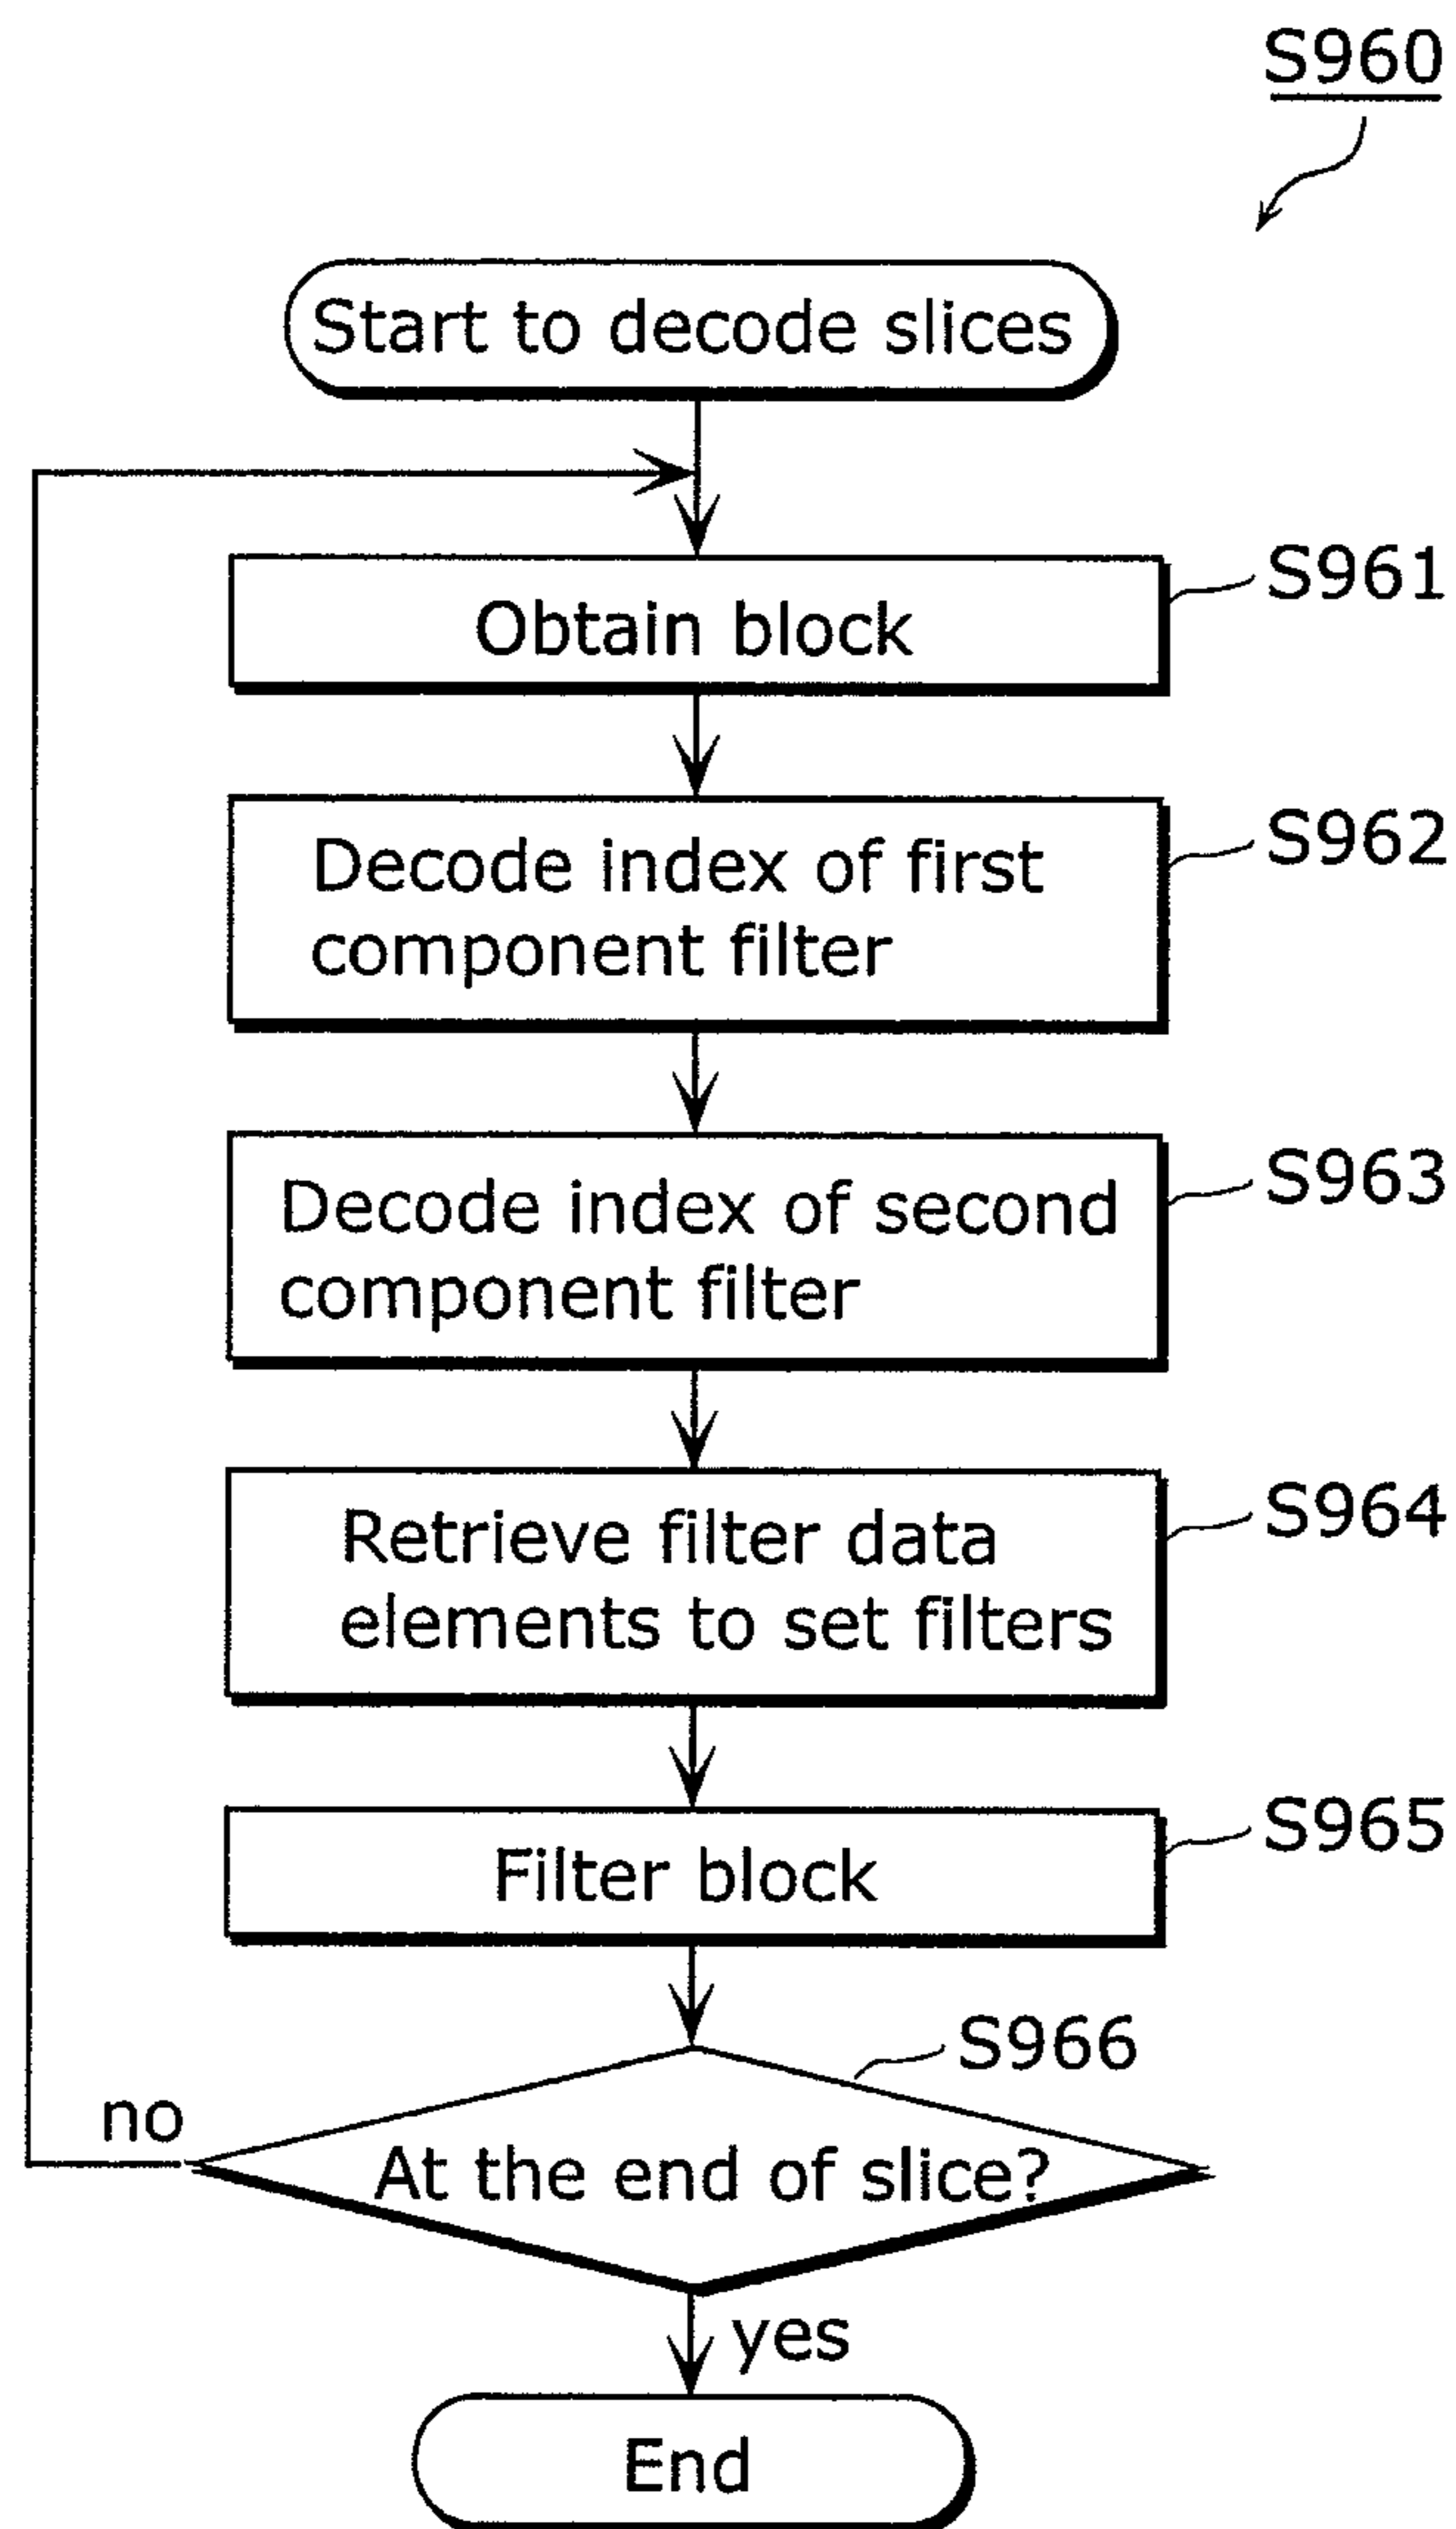 S960
Start to decode slices
Obtain block
S961
Decode index of first
component filter
S962
Decode index of second
component filter
S963
Retrieve filter data
elements to set filters
S964
Filter block
S965
S966
At the end of slice?
no
yes
End